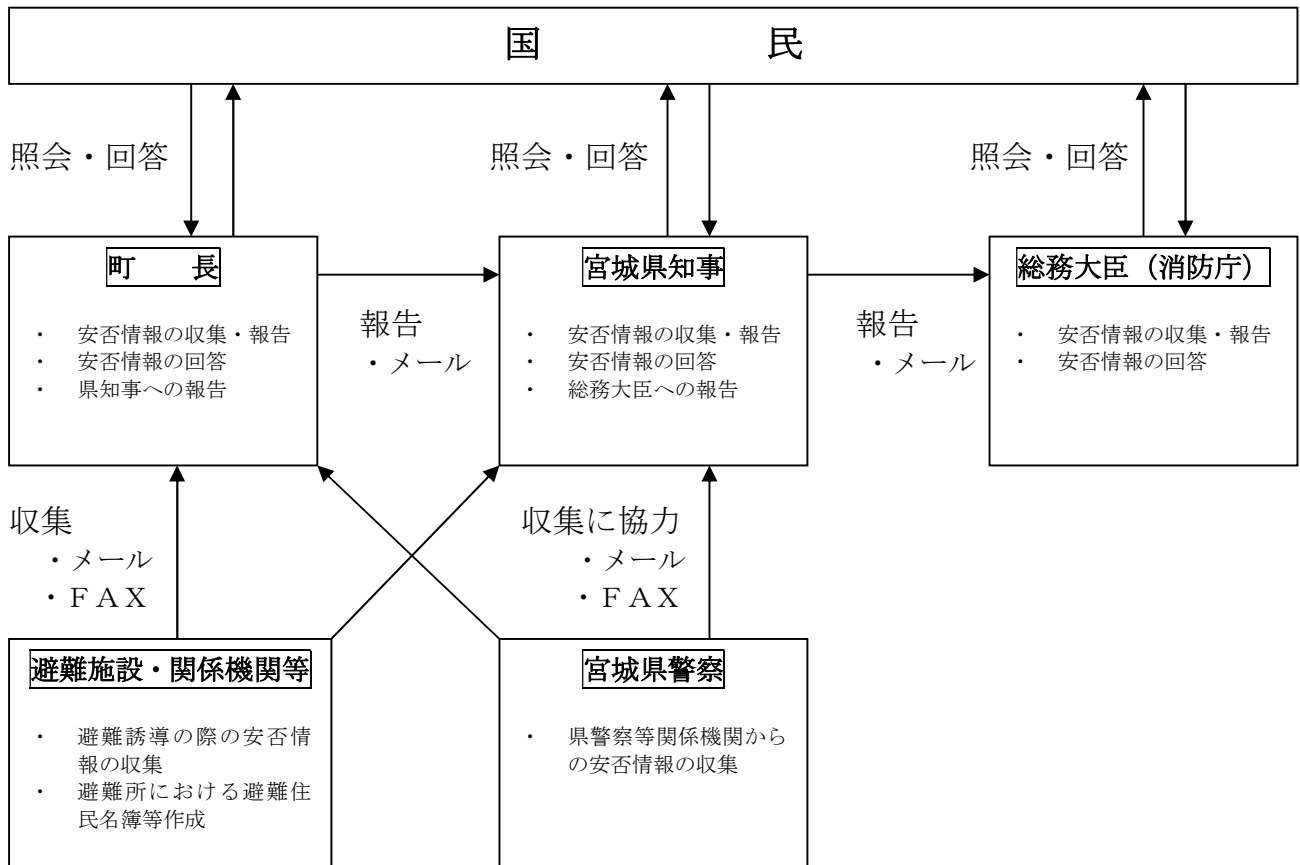 国　　　　民
照会・回答
照会・回答
照会・回答
町　　長
・　安否情報の収集・報告
・　安否情報の回答
・　県知事への報告
報告
・メール
宮城県知事
・　安否情報の収集・報告
・　安否情報の回答
・　総務大臣への報告
報告
・メール
総務大臣（消防庁）
・　安否情報の収集・報告
・　安否情報の回答
収集
・メール
・ＦＡＸ
収集に協力
・メール
・ＦＡＸ
避難施設・関係機関等
・　避難誘導の際の安否情
報の収集
・　避難所における避難住
民名簿等作成
宮城県警察
・　県警察等関係機関から
の安否情報の収集